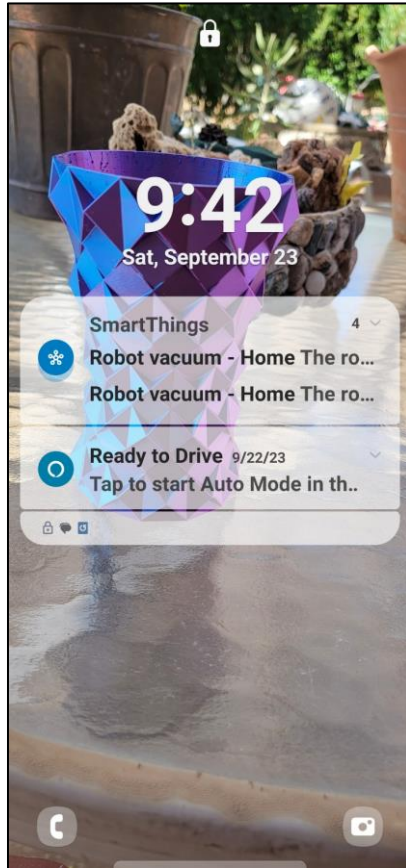 9:42
Sat, September 23
SmartThings 4
Robot vacuum - Home The ro...
Robot vacuum - Home The ro...
Ready to Drive 9/22/23
Tap to start Auto Mode in th..